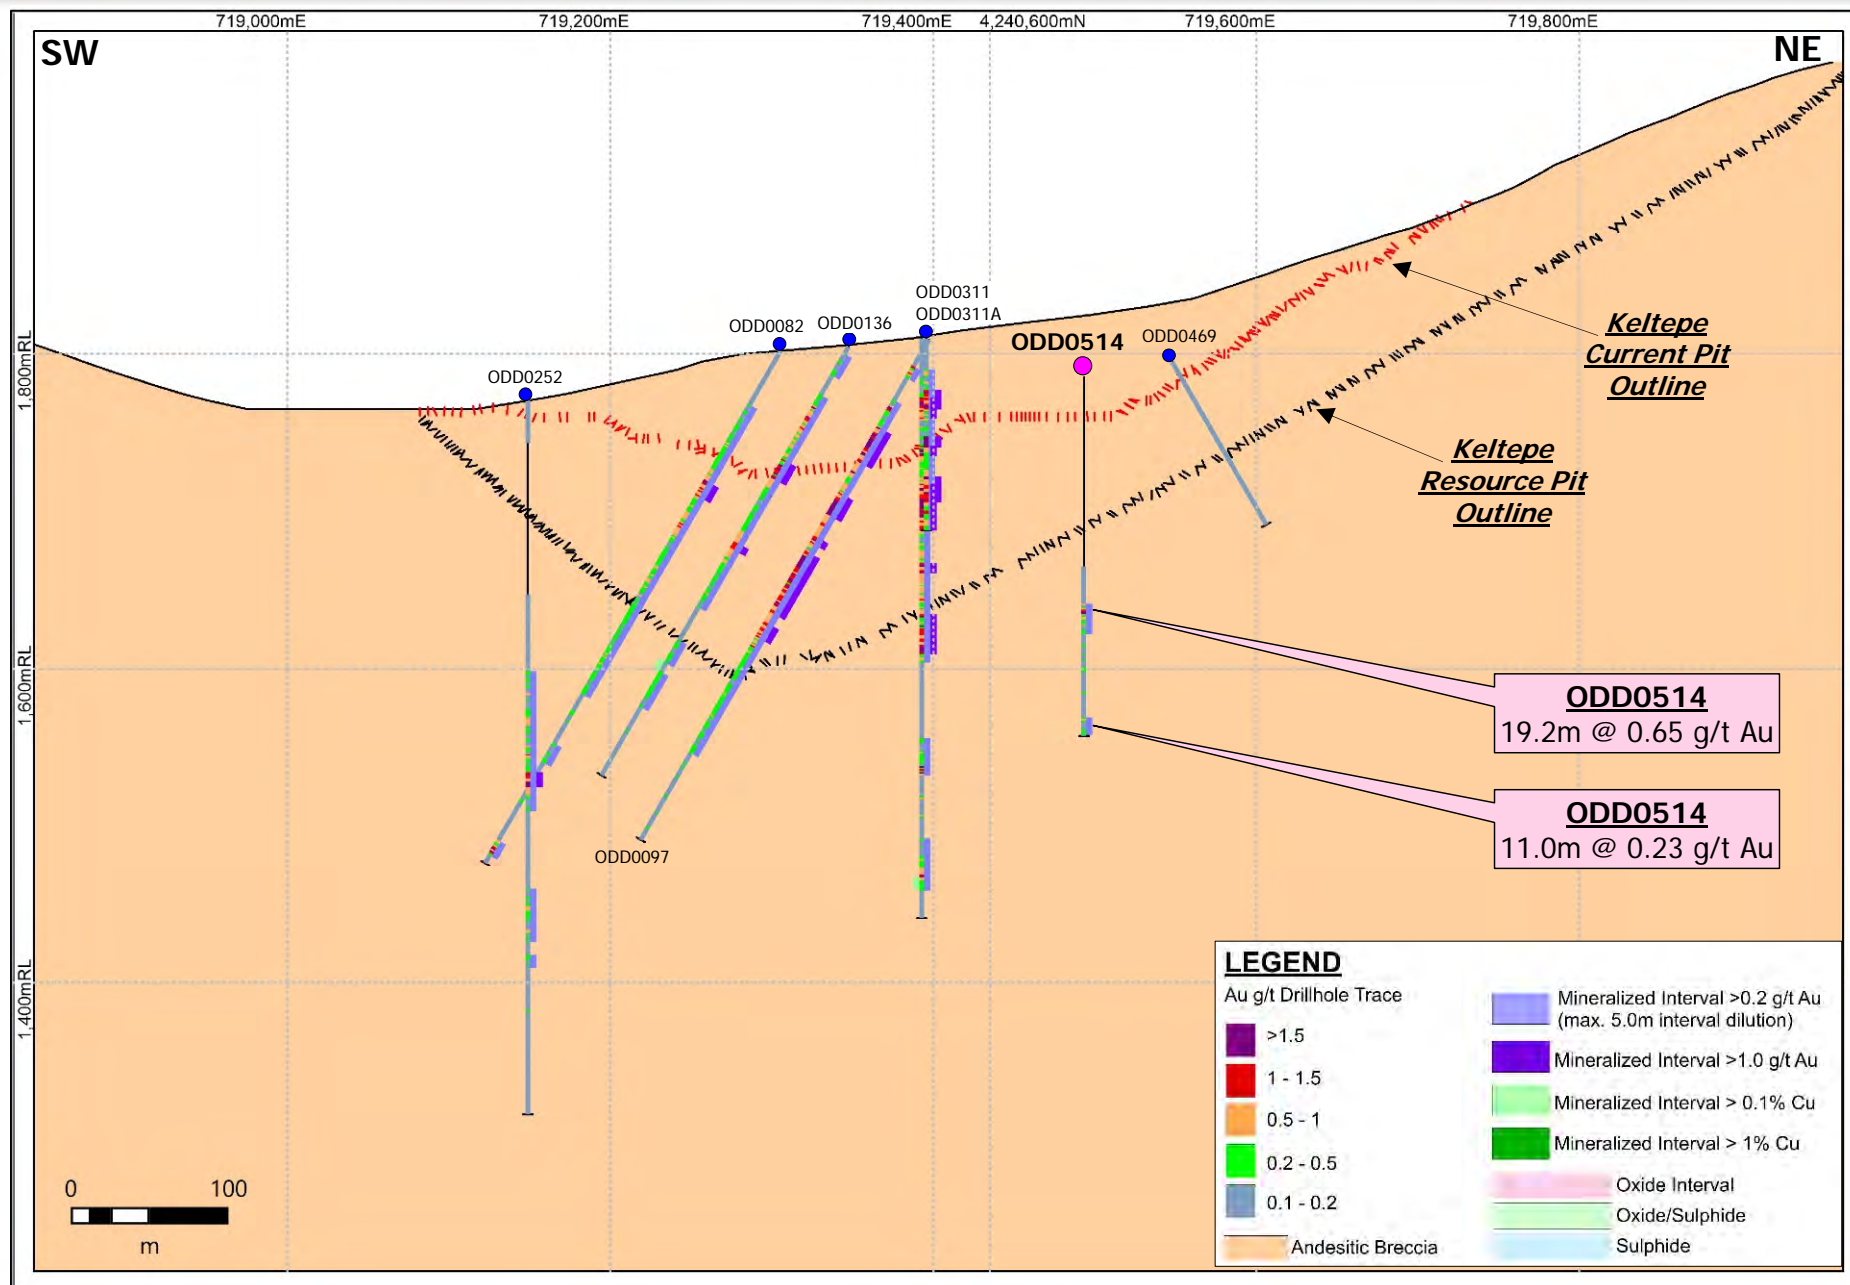 719,000mE 719,200mE 719,400mE 4,240,600mN 719,600mE 719,800mE
SW
NE
ODD0311
ODD0311A
ODD0082
ODD0136
ODD0514
ODD0469
ODD0252
1,800mRL
1,600mRL
1,400mRL
Keltepe
Current Pit
Outline
Keltepe
Resource Pit
Outline
ODD0514
19.2m @ 0.65 g/t Au
ODD0514
11.0m @ 0.23 g/t Au
ODD0097
LEGEND
Au g/t Drillhole Trace
>1.5
1 - 1.5
0.5 - 1
0.2 - 0.5
0.1 - 0.2
Andesitic Breccia
Mineralized Interval >0.2 g/t Au
(max. 5.0m interval dilution)
Mineralized Interval >1.0 g/t Au
Mineralized Interval > 0.1% Cu
Mineralized Interval > 1% Cu
Oxide Interval
Oxide/Sulphide
Sulphide
0 100
m